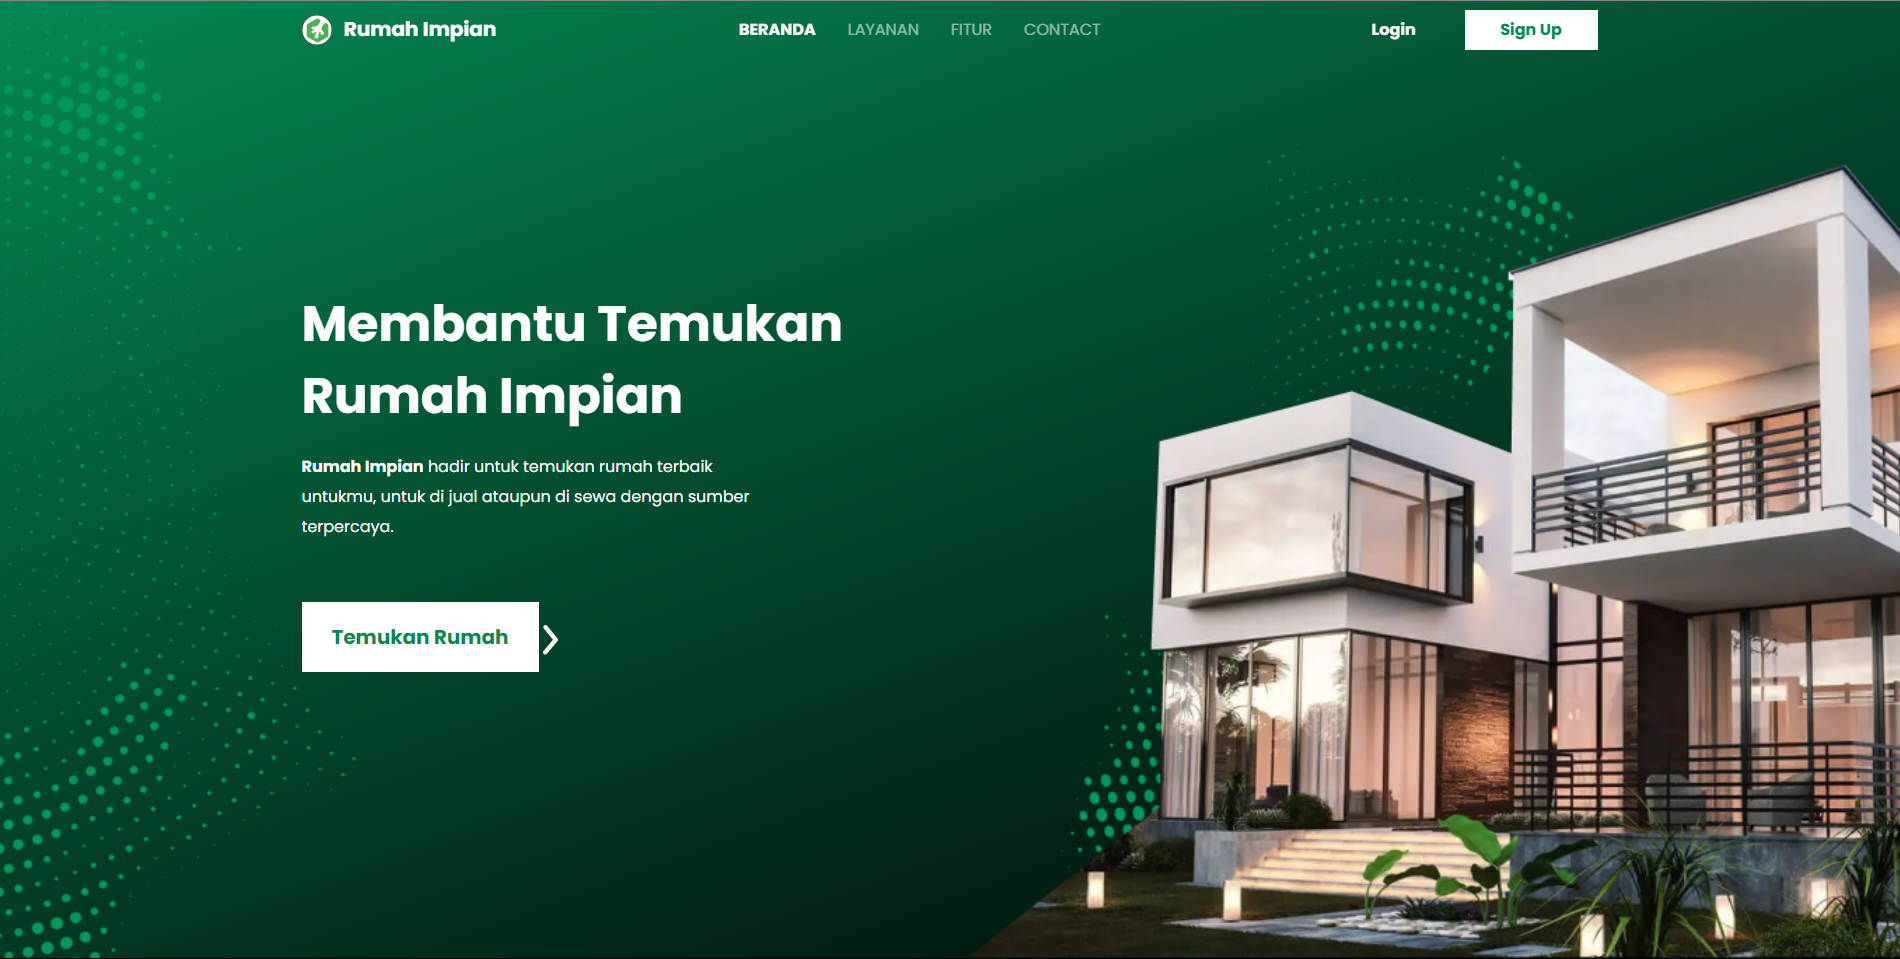 Rumah Impian
BERANDA LAYANAN FITUR CONTACT
Login
Sign Up
Membantu Temukan
Rumah Impian
Rumah Impian hadir untuk temukan rumah terbaik
untukmu, untuk di jual ataupun di sewa dengan sumber
terpercaya.
Temukan Rumah